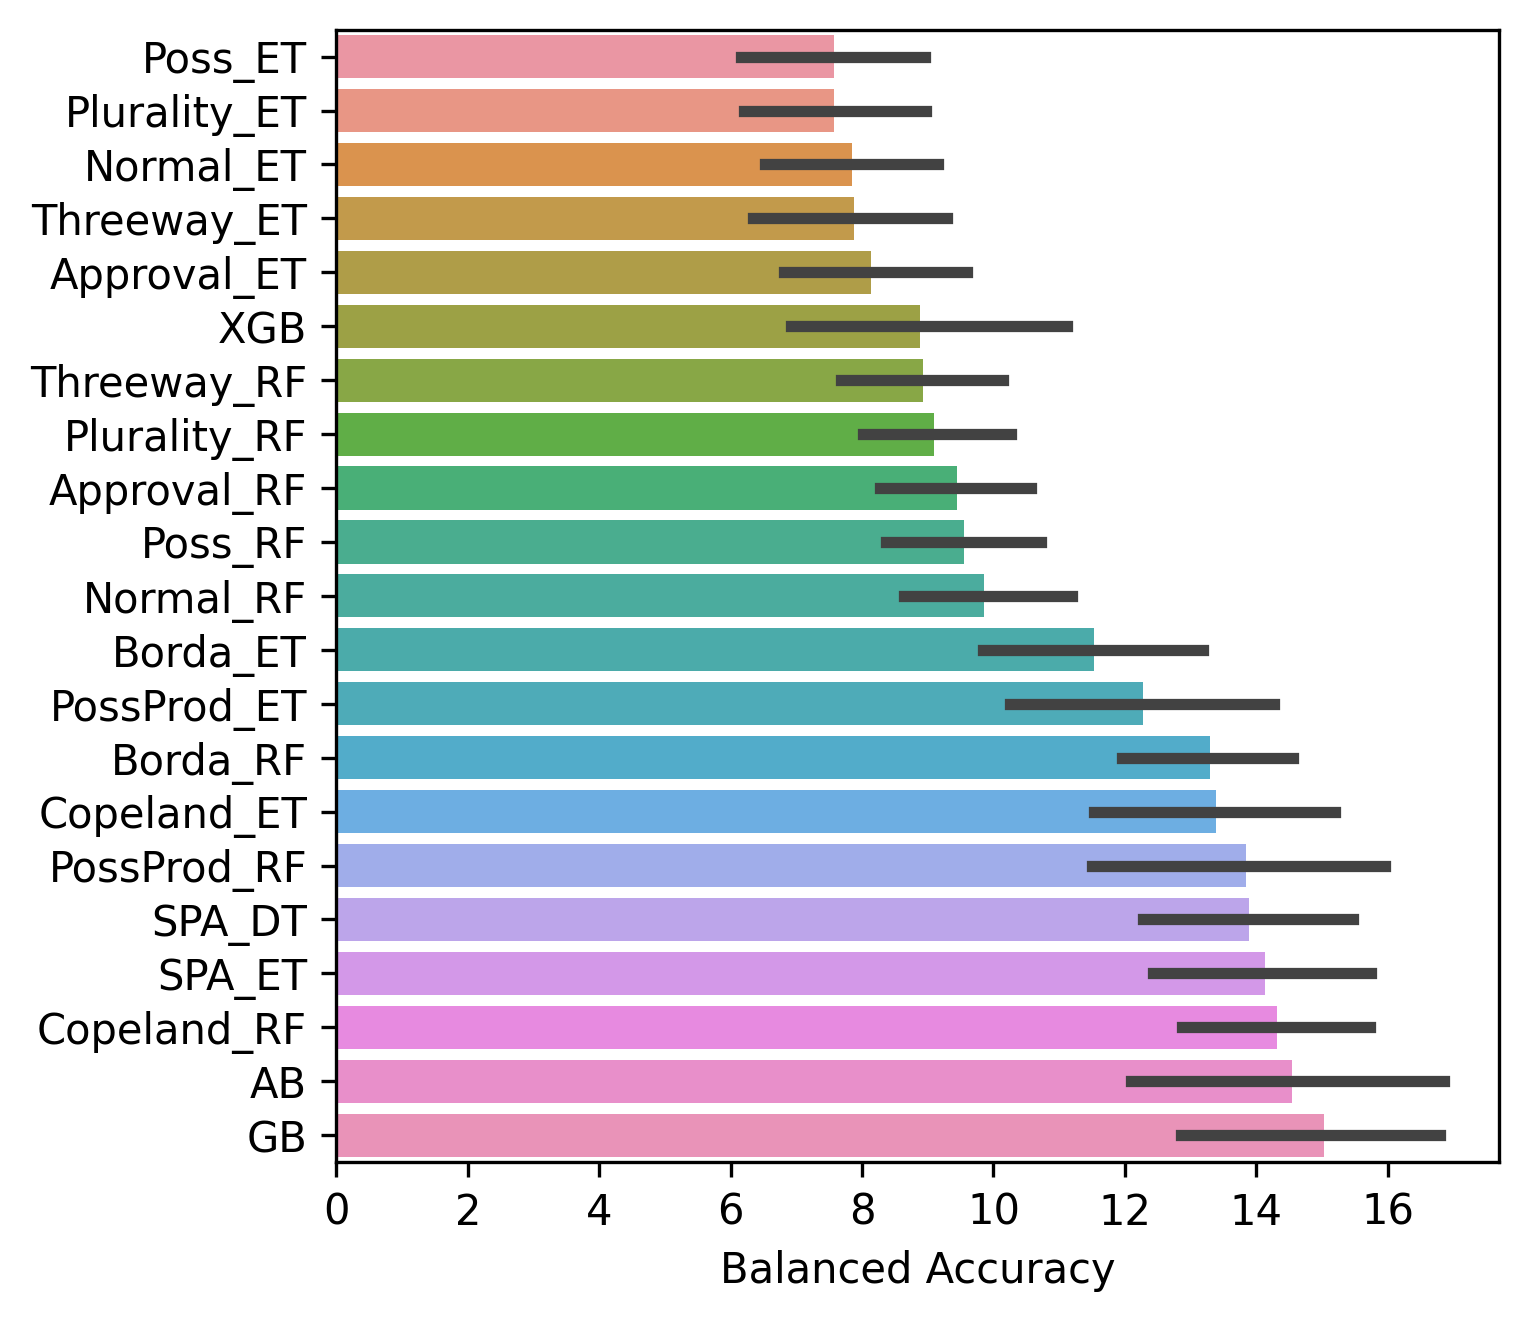 Poss_ET
Plurality_ET
Normal_ET
Threeway_ET
Approval_ET
XGB
Threeway_RF
Plurality_RF
Approval_RF
Poss_RF
Normal_RF
Borda_ET
PossProd_ET
Borda_RF
Copeland_ET
PossProd_RF
SPA_DT
SPA_ET
Copeland_RF
AB
GB
0 2 4 6 8 10 12 14 16
Balanced Accuracy